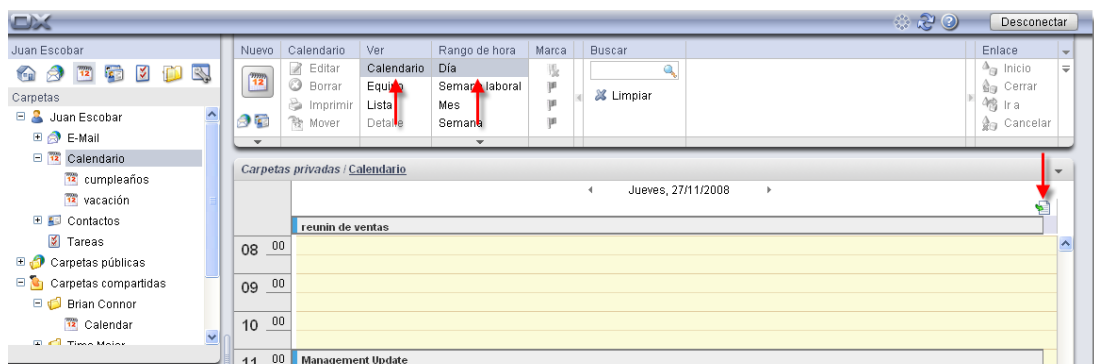 OX
Desconectar
Juan Escobar
Nuevo Calendario Ver Rango de hora Marca Buscar Enlace
Editar Calendario Día Inicio
Borrar Equipo Semana laboral Cerrar
Limpiar
Imprimir Lista Mes Ir a
Mover Detalle Semana Cancelar
12
Carpetas
Juan Escobar
E-Mail
Calendario
cumpleaños
vacación
Contactos
Tareas
Carpetas públicas
Carpetas compartidas
Brian Connor
Calendar
Carpetas privadas / Calendario
Jueves, 27/11/2008
reunin de ventas
08 00
09 00
10 00
11 00 Management Update